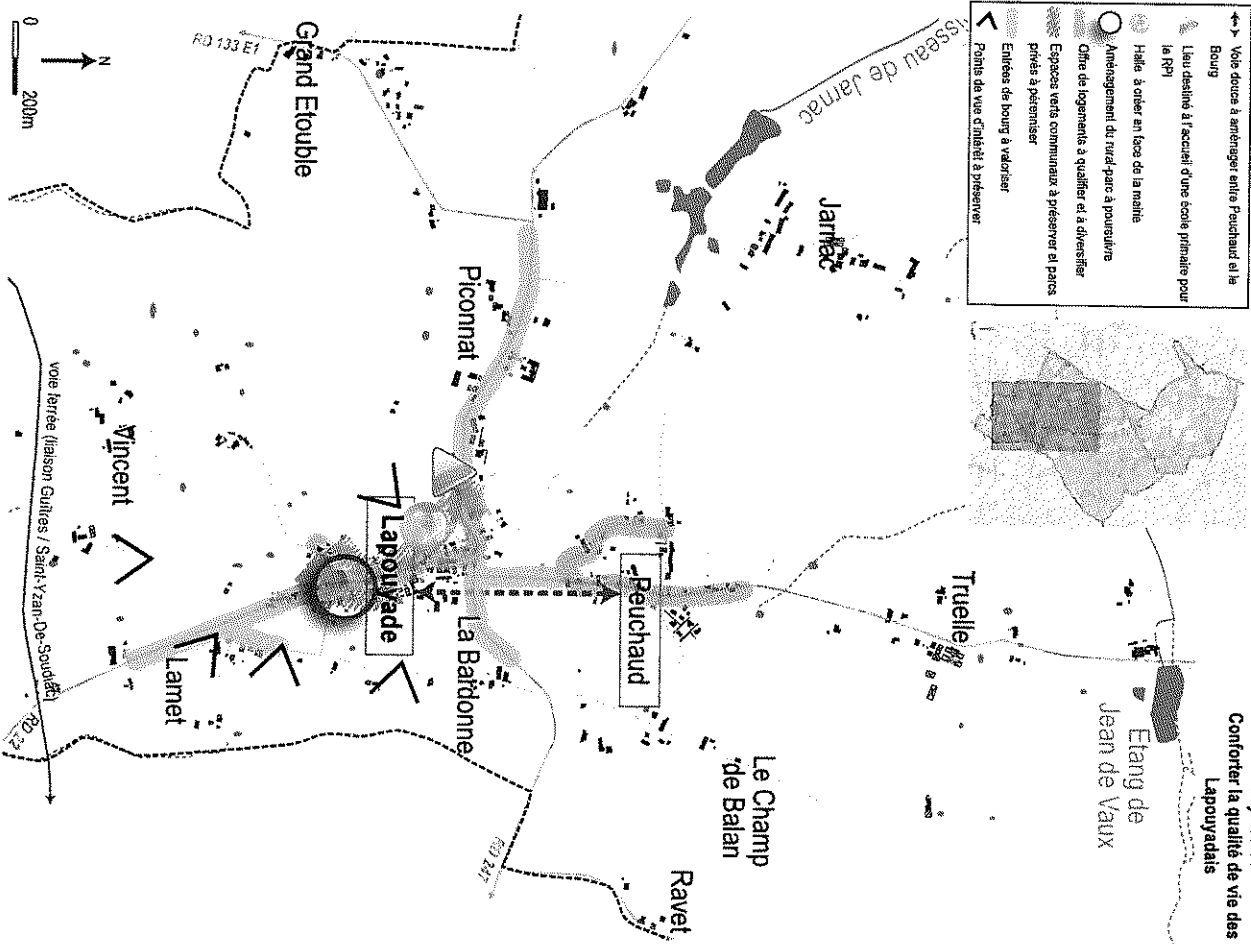 Conforter la qualité de vie des
Lapouyadais
Voie douce à aménager entre Peuchaud et le
Bourg
Lieu destiné à l'accueil d'une école primaire pour
le RPI
Halle à créer en face de la mairie
Aménagement du rural-parc à poursuivre
Offre de logements à qualifier et à diversifier
Espaces verts communaux à préserver et parcs
privés à pérenniser
Entrées de bourg à valoriser
Points de vue d'intérêt à préserver
Ruisseau de Jarnac
Jarnac
Etang de
Jean de Vaux
Truelle
Peuchaud
Le Champ
de Balan
Ravet
RD 247
La Bardonne
Lapouyade
Piconnat
Grand Etouble
RD 133 E1
Vincent
Lamet
RD 22
voie ferrée (liaison Guîtres / Saint-Yzan-De-Soudiac)
N
0 200m